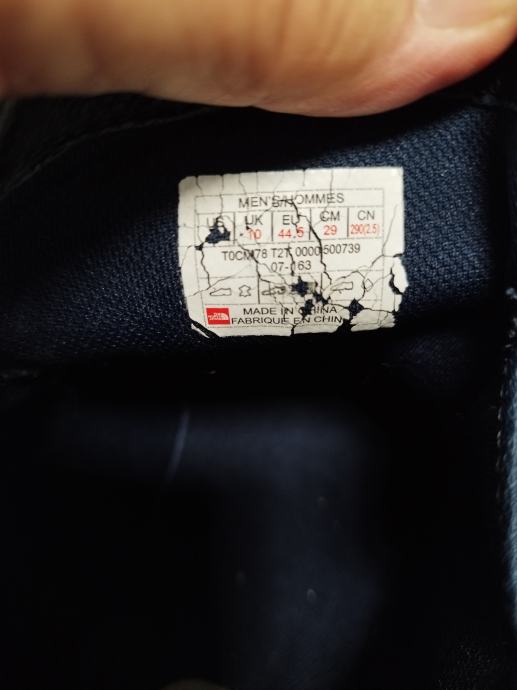 MEN'S/HOMMES
US UK EU CM CN
10 44,5 29 290(2.5)
T0CM78 T2T 0000 500739
07-163
MADE IN CHINA
FABRIQUE EN CHIN